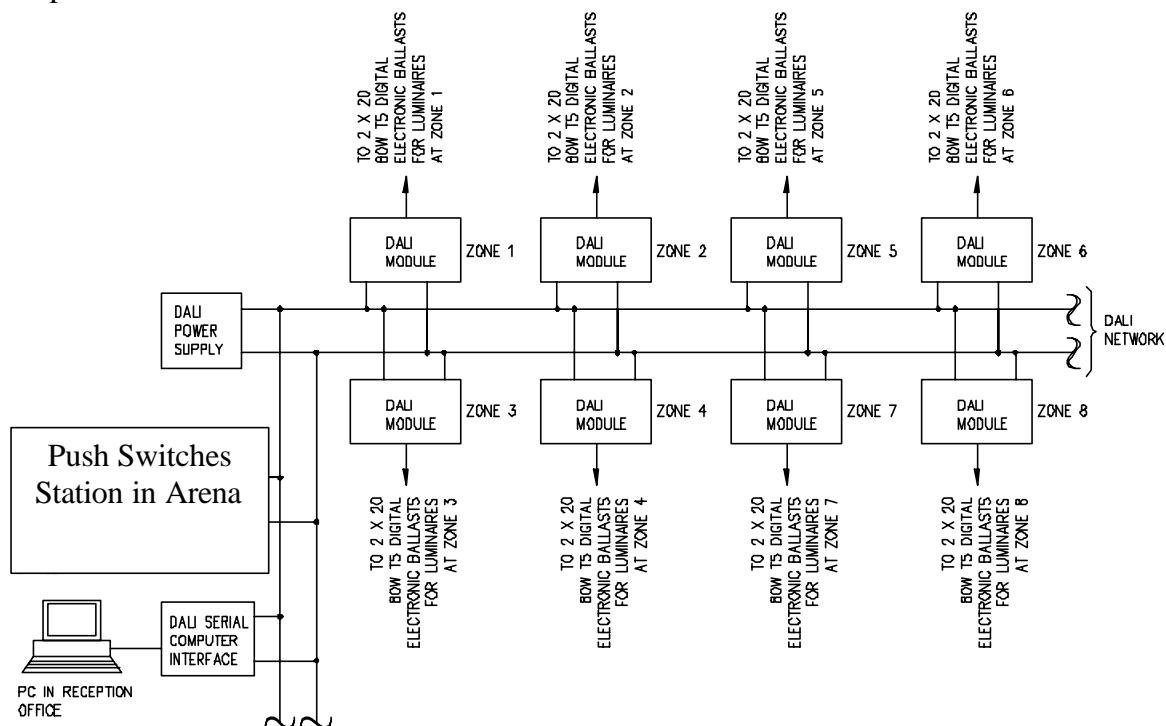 TO 2 X 20
80W T5 DIGITAL
ELECTRONIC BALLASTS
FOR LUMINAIRES
AT ZONE 1
TO 2 X 20
80W T5 DIGITAL
ELECTRONIC BALLASTS
FOR LUMINAIRES
AT ZONE 2
TO 2 X 20
80W T5 DIGITAL
ELECTRONIC BALLASTS
FOR LUMINAIRES
AT ZONE 5
TO 2 X 20
80W T5 DIGITAL
ELECTRONIC BALLASTS
FOR LUMINAIRES
AT ZONE 6
DALI
MODULE
ZONE 1
DALI
MODULE
ZONE 2
DALI
MODULE
ZONE 5
DALI
MODULE
ZONE 6
DALI
POWER
SUPPLY
DALI
NETWORK
DALI
MODULE
ZONE 3
DALI
MODULE
ZONE 4
DALI
MODULE
ZONE 7
DALI
MODULE
ZONE 8
Push Switches
Station in Arena
TO 2 X 20
80W T5 DIGITAL
ELECTRONIC BALLASTS
FOR LUMINAIRES
AT ZONE 3
TO 2 X 20
80W T5 DIGITAL
ELECTRONIC BALLASTS
FOR LUMINAIRES
AT ZONE 4
TO 2 X 20
80W T5 DIGITAL
ELECTRONIC BALLASTS
FOR LUMINAIRES
AT ZONE 7
TO 2 X 20
80W T5 DIGITAL
ELECTRONIC BALLASTS
FOR LUMINAIRES
AT ZONE 8
DALI SERIAL
COMPUTER
INTERFACE
PC IN RECEPTION
OFFICE